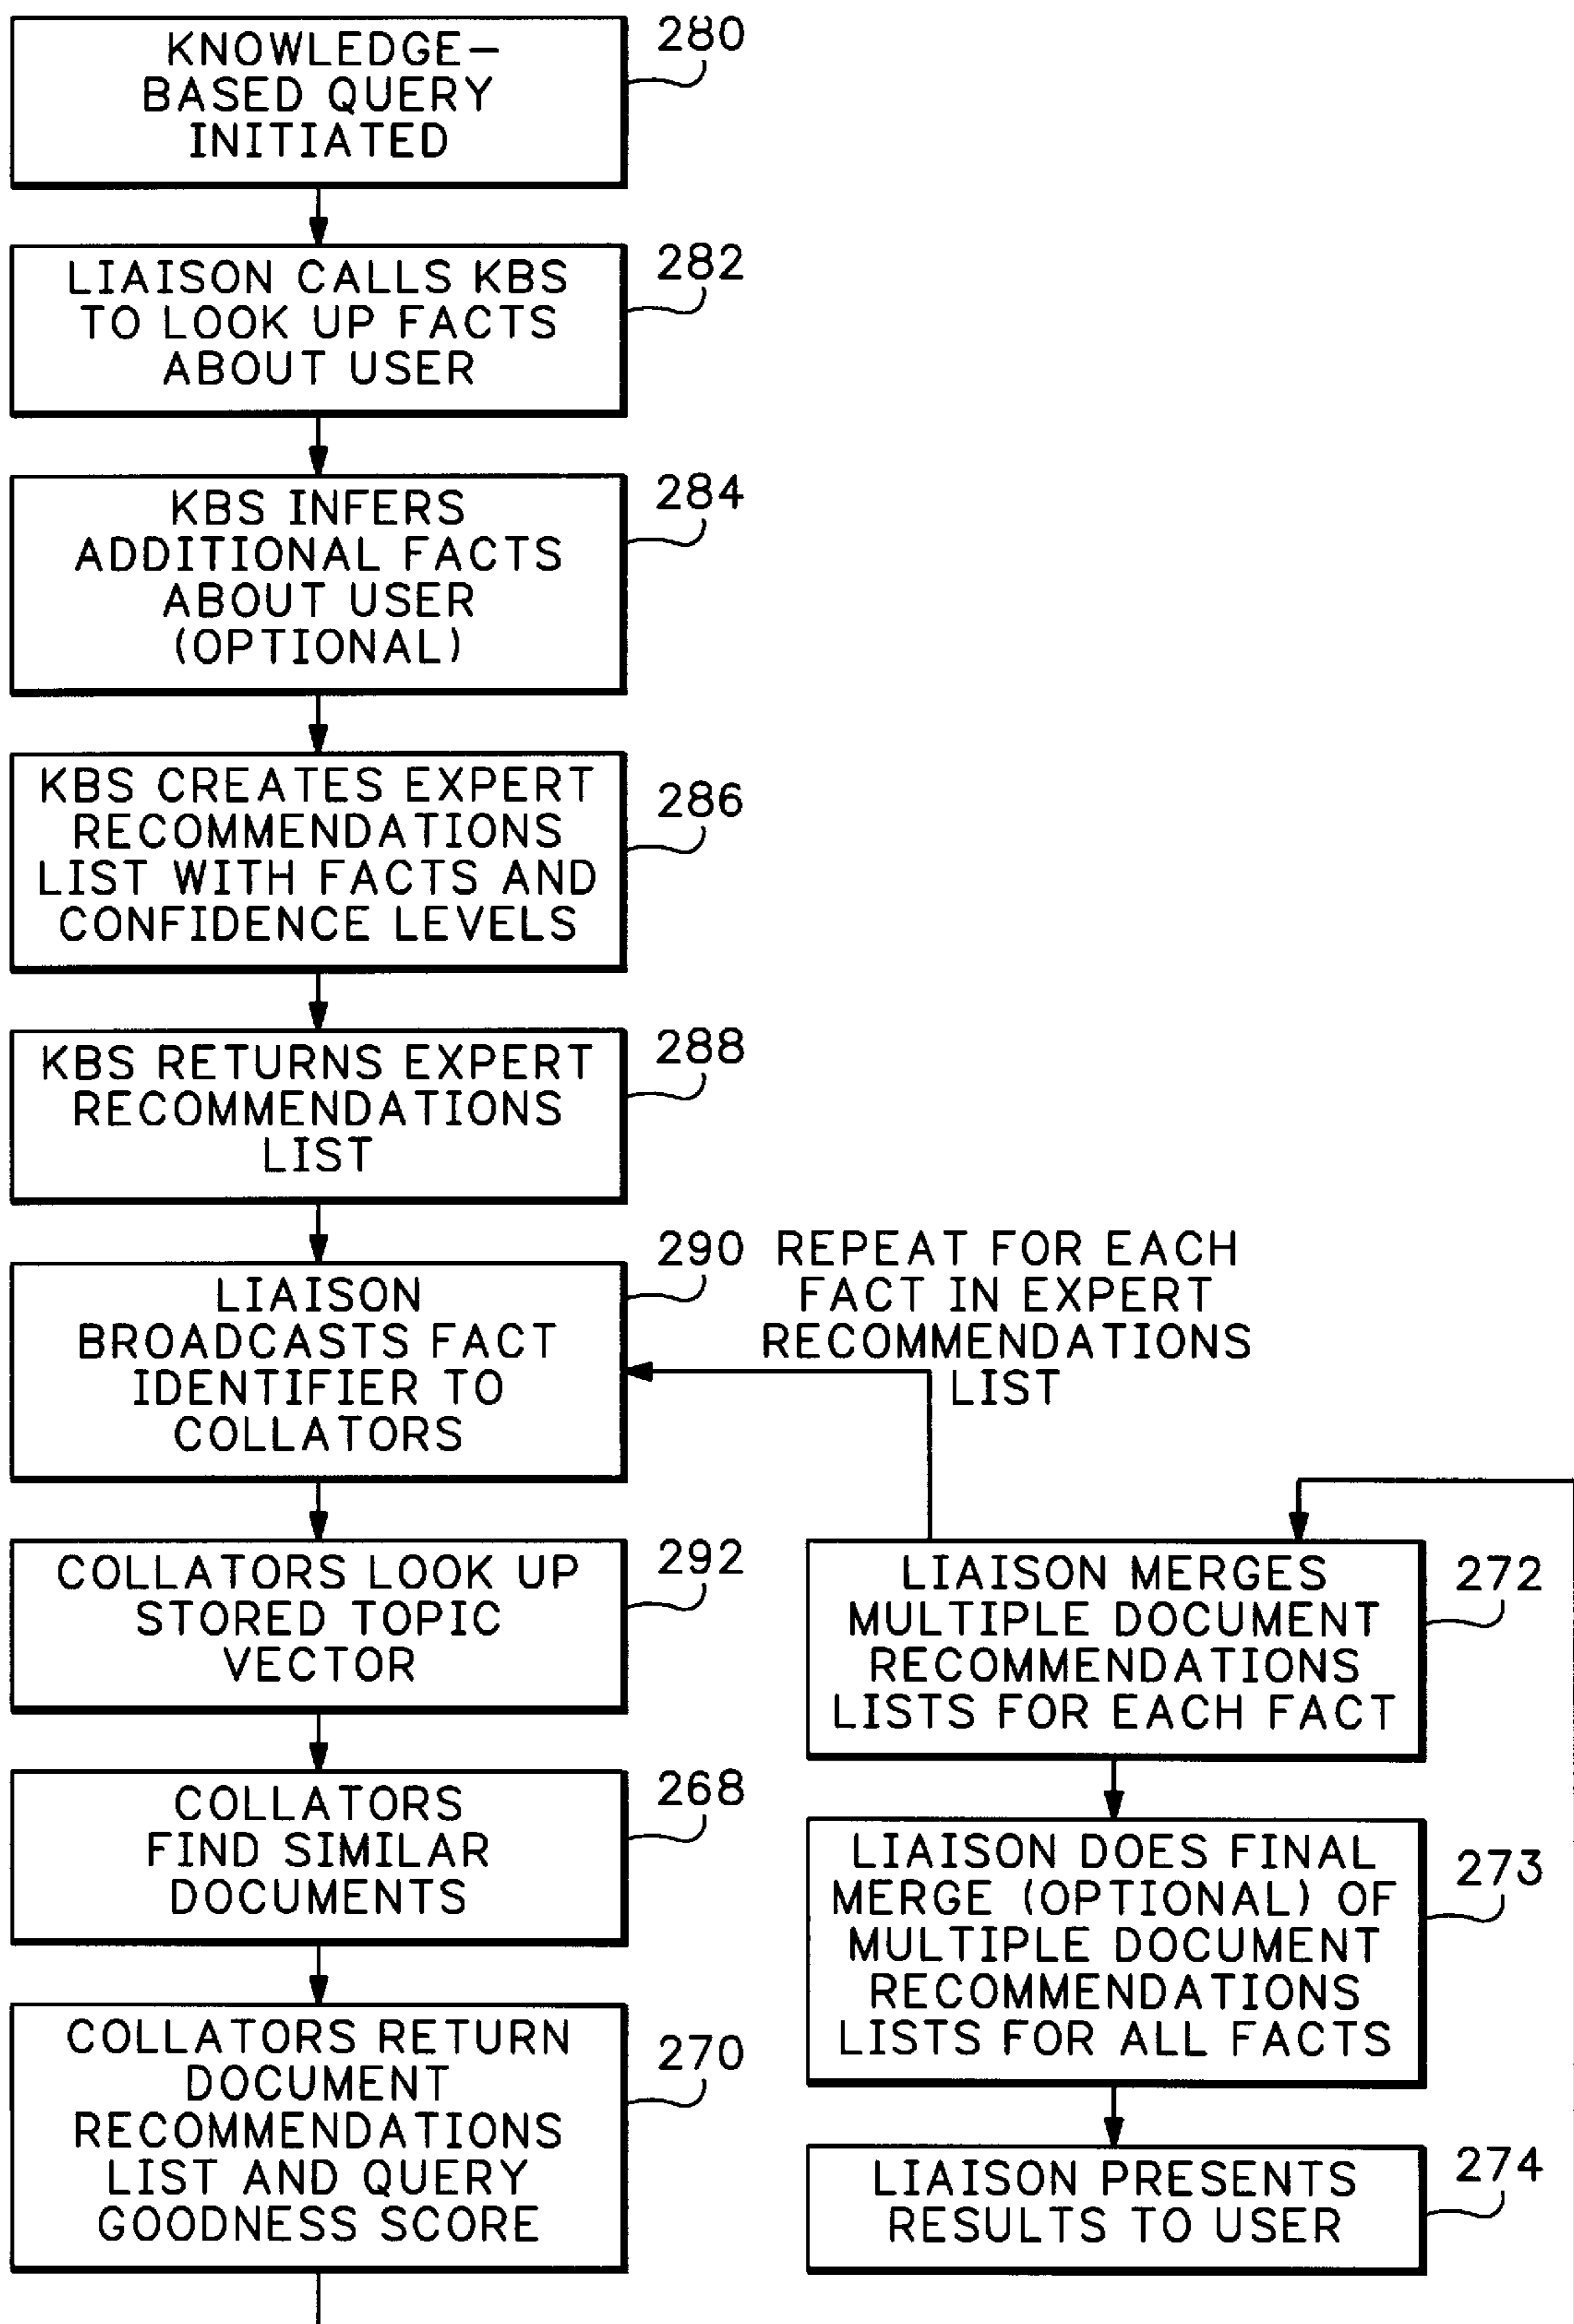 KNOWLEDGE-
BASED QUERY
INITIATED
280
LIAISON CALLS KBS
TO LOOK UP FACTS
ABOUT USER
282
KBS INFERS
ADDITIONAL FACTS
ABOUT USER
(OPTIONAL)
284
KBS CREATES EXPERT
RECOMMENDATIONS
LIST WITH FACTS AND
CONFIDENCE LEVELS
286
KBS RETURNS EXPERT
RECOMMENDATIONS
LIST
288
LIAISON
BROADCASTS FACT
IDENTIFIER TO
COLLATORS
290
REPEAT FOR EACH
FACT IN EXPERT
RECOMMENDATIONS
LIST
COLLATORS LOOK UP
STORED TOPIC
VECTOR
292
COLLATORS
FIND SIMILAR
DOCUMENTS
268
COLLATORS RETURN
DOCUMENT
RECOMMENDATIONS
LIST AND QUERY
GOODNESS SCORE
270
LIAISON MERGES
MULTIPLE DOCUMENT
RECOMMENDATIONS
LISTS FOR EACH FACT
272
LIAISON DOES FINAL
MERGE (OPTIONAL) OF
MULTIPLE DOCUMENT
RECOMMENDATIONS
LISTS FOR ALL FACTS
273
LIAISON PRESENTS
RESULTS TO USER
274